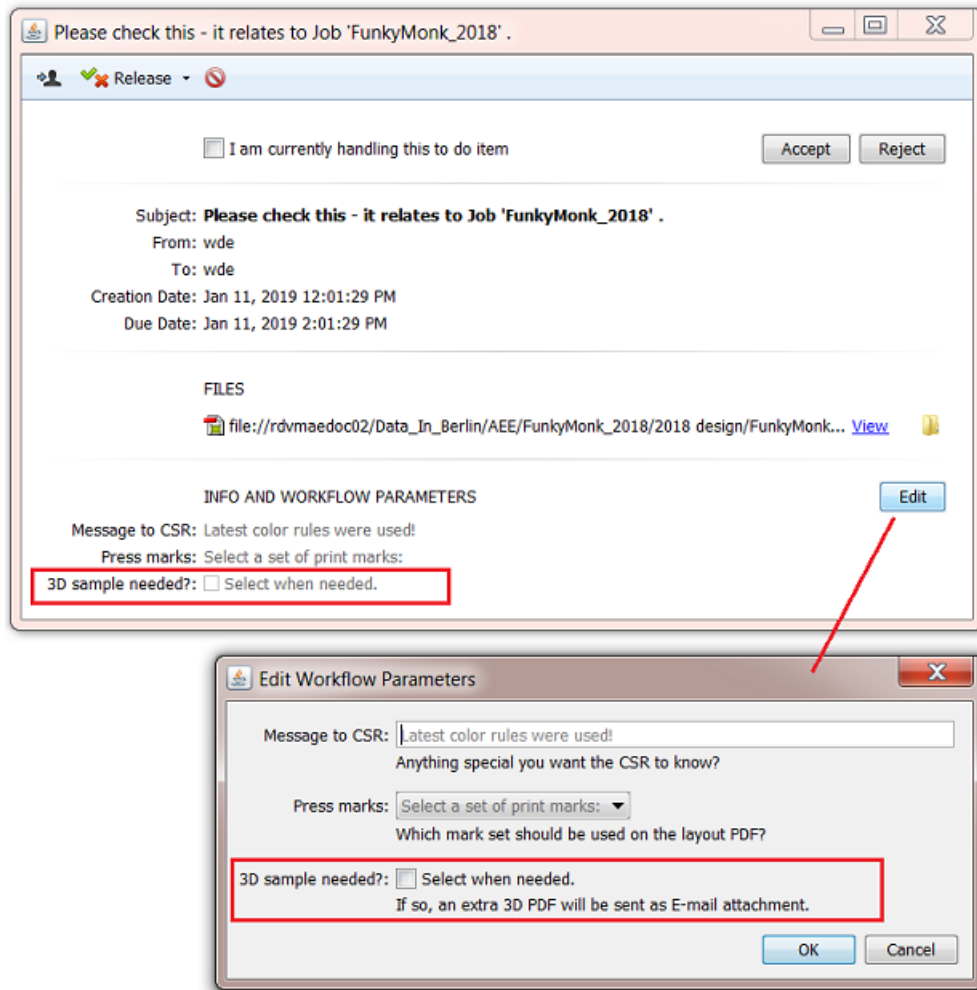 Please check this - it relates to Job 'FunkyMonk_2018' .
Release
I am currently handling this to do item
Accept
Reject
Subject: Please check this - it relates to Job 'FunkyMonk_2018' .
From: wde
To: wde
Creation Date: Jan 11, 2019 12:01:29 PM
Due Date: Jan 11, 2019 2:01:29 PM
FILES
file://rdvmaedoc02/Data_In_Berlin/AEE/FunkyMonk_2018/2018 design/FunkyMonk... View
INFO AND WORKFLOW PARAMETERS
Edit
Message to CSR: Latest color rules were used!
Press marks: Select a set of print marks:
3D sample needed?: Select when needed.
Edit Workflow Parameters
Message to CSR: Latest color rules were used!
Anything special you want the CSR to know?
Press marks: Select a set of print marks:
Which mark set should be used on the layout PDF?
3D sample needed?: Select when needed.
If so, an extra 3D PDF will be sent as E-mail attachment.
OK
Cancel